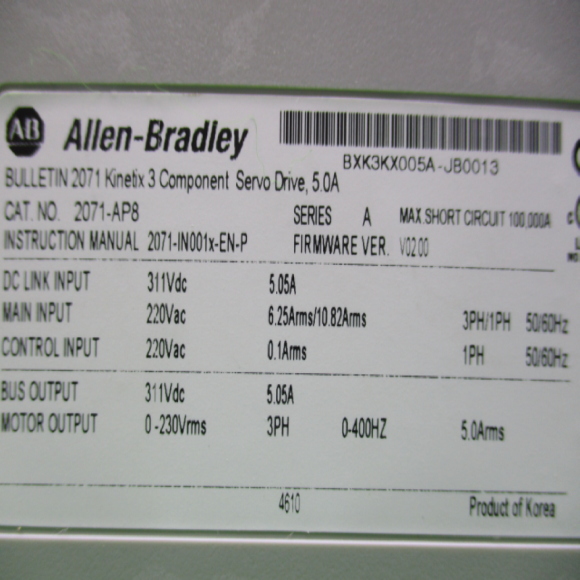 AB Allen-Bradley
BXK3KX005A-JB0013
BULLETIN 2071 Kinetix 3 Component Servo Drive, 5.0A
CAT. NO. 2071-AP8 SERIES A MAX.SHORT CIRCUIT 100,000A
INSTRUCTION MANUAL 2071-IN001x-EN-P FIRMWARE VER. V02.00
DC LINK INPUT 311Vdc 5.05A
MAIN INPUT 220Vac 6.25Arms/10.82Arms 3PH/1PH 50/60Hz
CONTROL INPUT 220Vac 0.1Arms 1PH 50/60Hz
BUS OUTPUT 311Vdc 5.05A
MOTOR OUTPUT 0-230Vrms 3PH 0-400HZ 5.0Arms
4610 Product of Korea